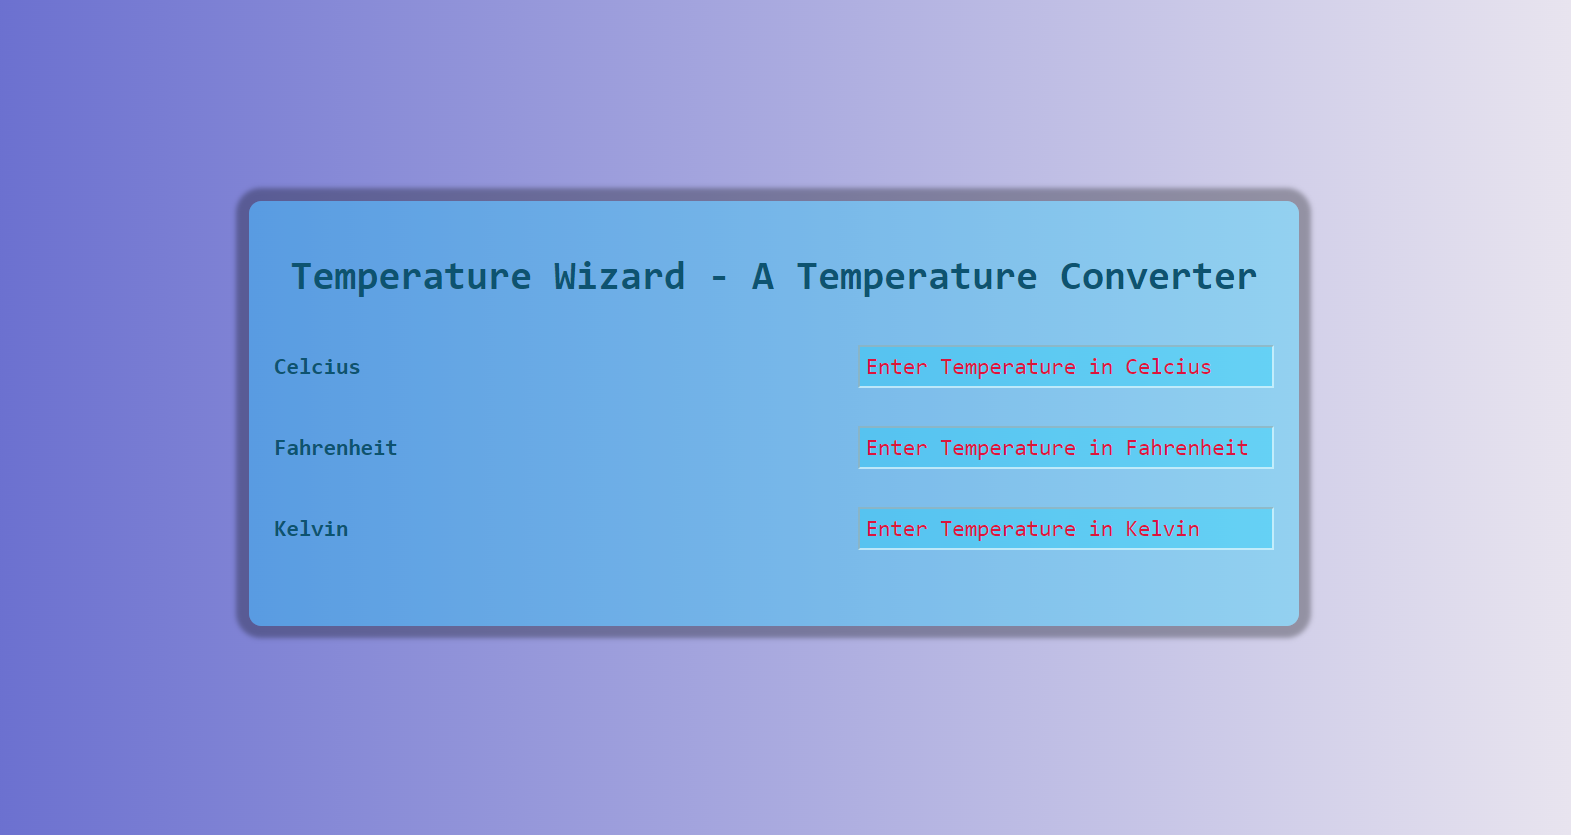 Temperature Wizard - A Temperature Converter
Celcius
Enter Temperature in Celcius
Fahrenheit
Enter Temperature in Fahrenheit
Kelvin
Enter Temperature in Kelvin